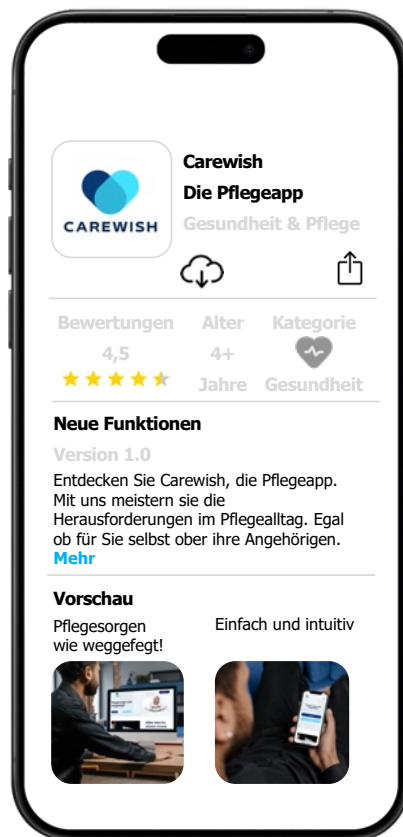 CAREWISH
Carewish
Die Pflegeapp
Gesundheit & Pflege
Bewertungen Alter Kategorie
4,5 4+
Jahre Gesundheit
Neue Funktionen
Version 1.0
Entdecken Sie Carewish, die Pflegeapp.
Mit uns meistern sie die
Herausforderungen im Pflegealltag. Egal
ob für Sie selbst ober ihre Angehörigen.
Mehr
Vorschau
Pflegesorgen
wie weggefegt!
Einfach und intuitiv